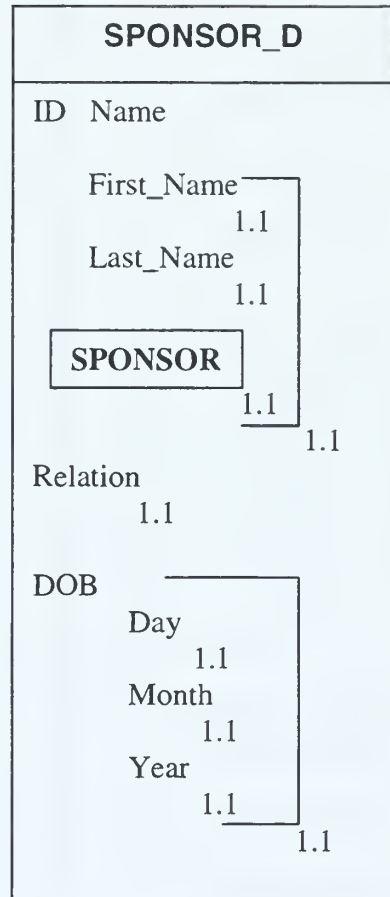 SPONSOR_D
ID Name
First_Name
1.1
Last_Name
1.1
SPONSOR
1.1
1.1
Relation
1.1
DOB
Day
1.1
Month
1.1
Year
1.1
1.1